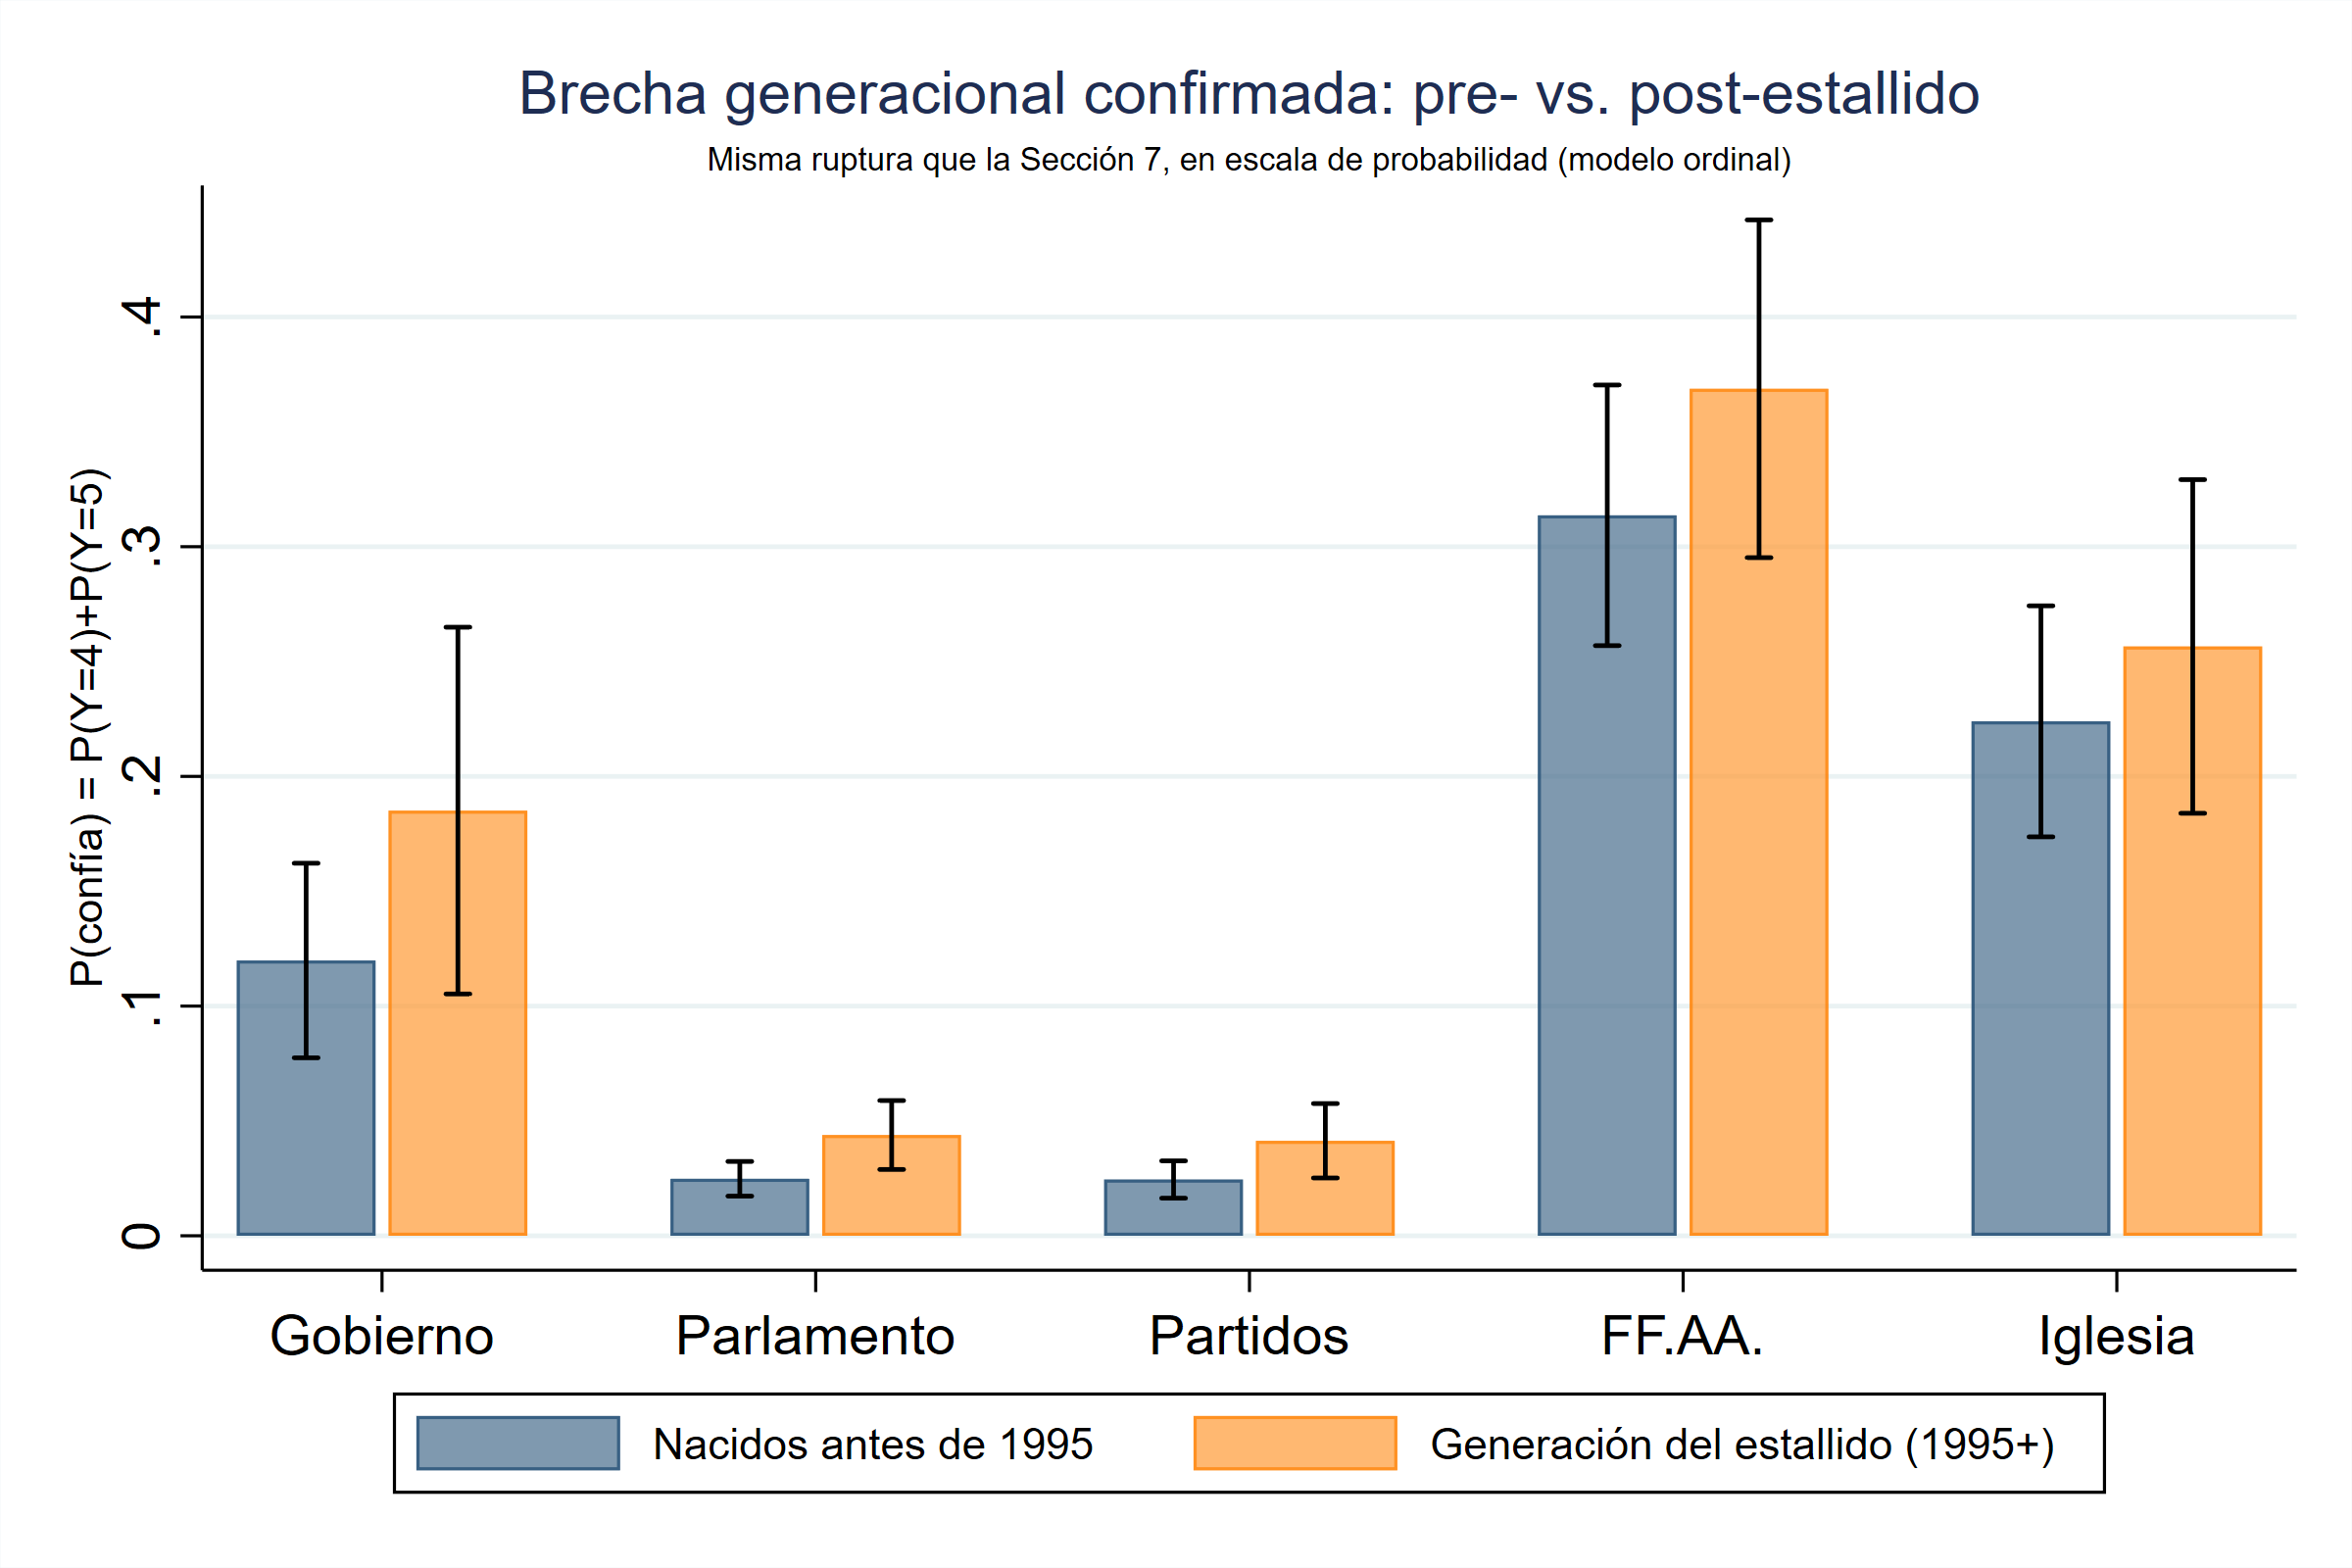 Brecha generacional confirmada: pre- vs. post-estallido
Misma ruptura que la Sección 7, en escala de probabilidad (modelo ordinal)
P(confía) = P(Y=4)+P(Y=5)
.4
.3
.2
.1
0
Gobierno Parlamento Partidos FF.AA. Iglesia
Nacidos antes de 1995 Generación del estallido (1995+)